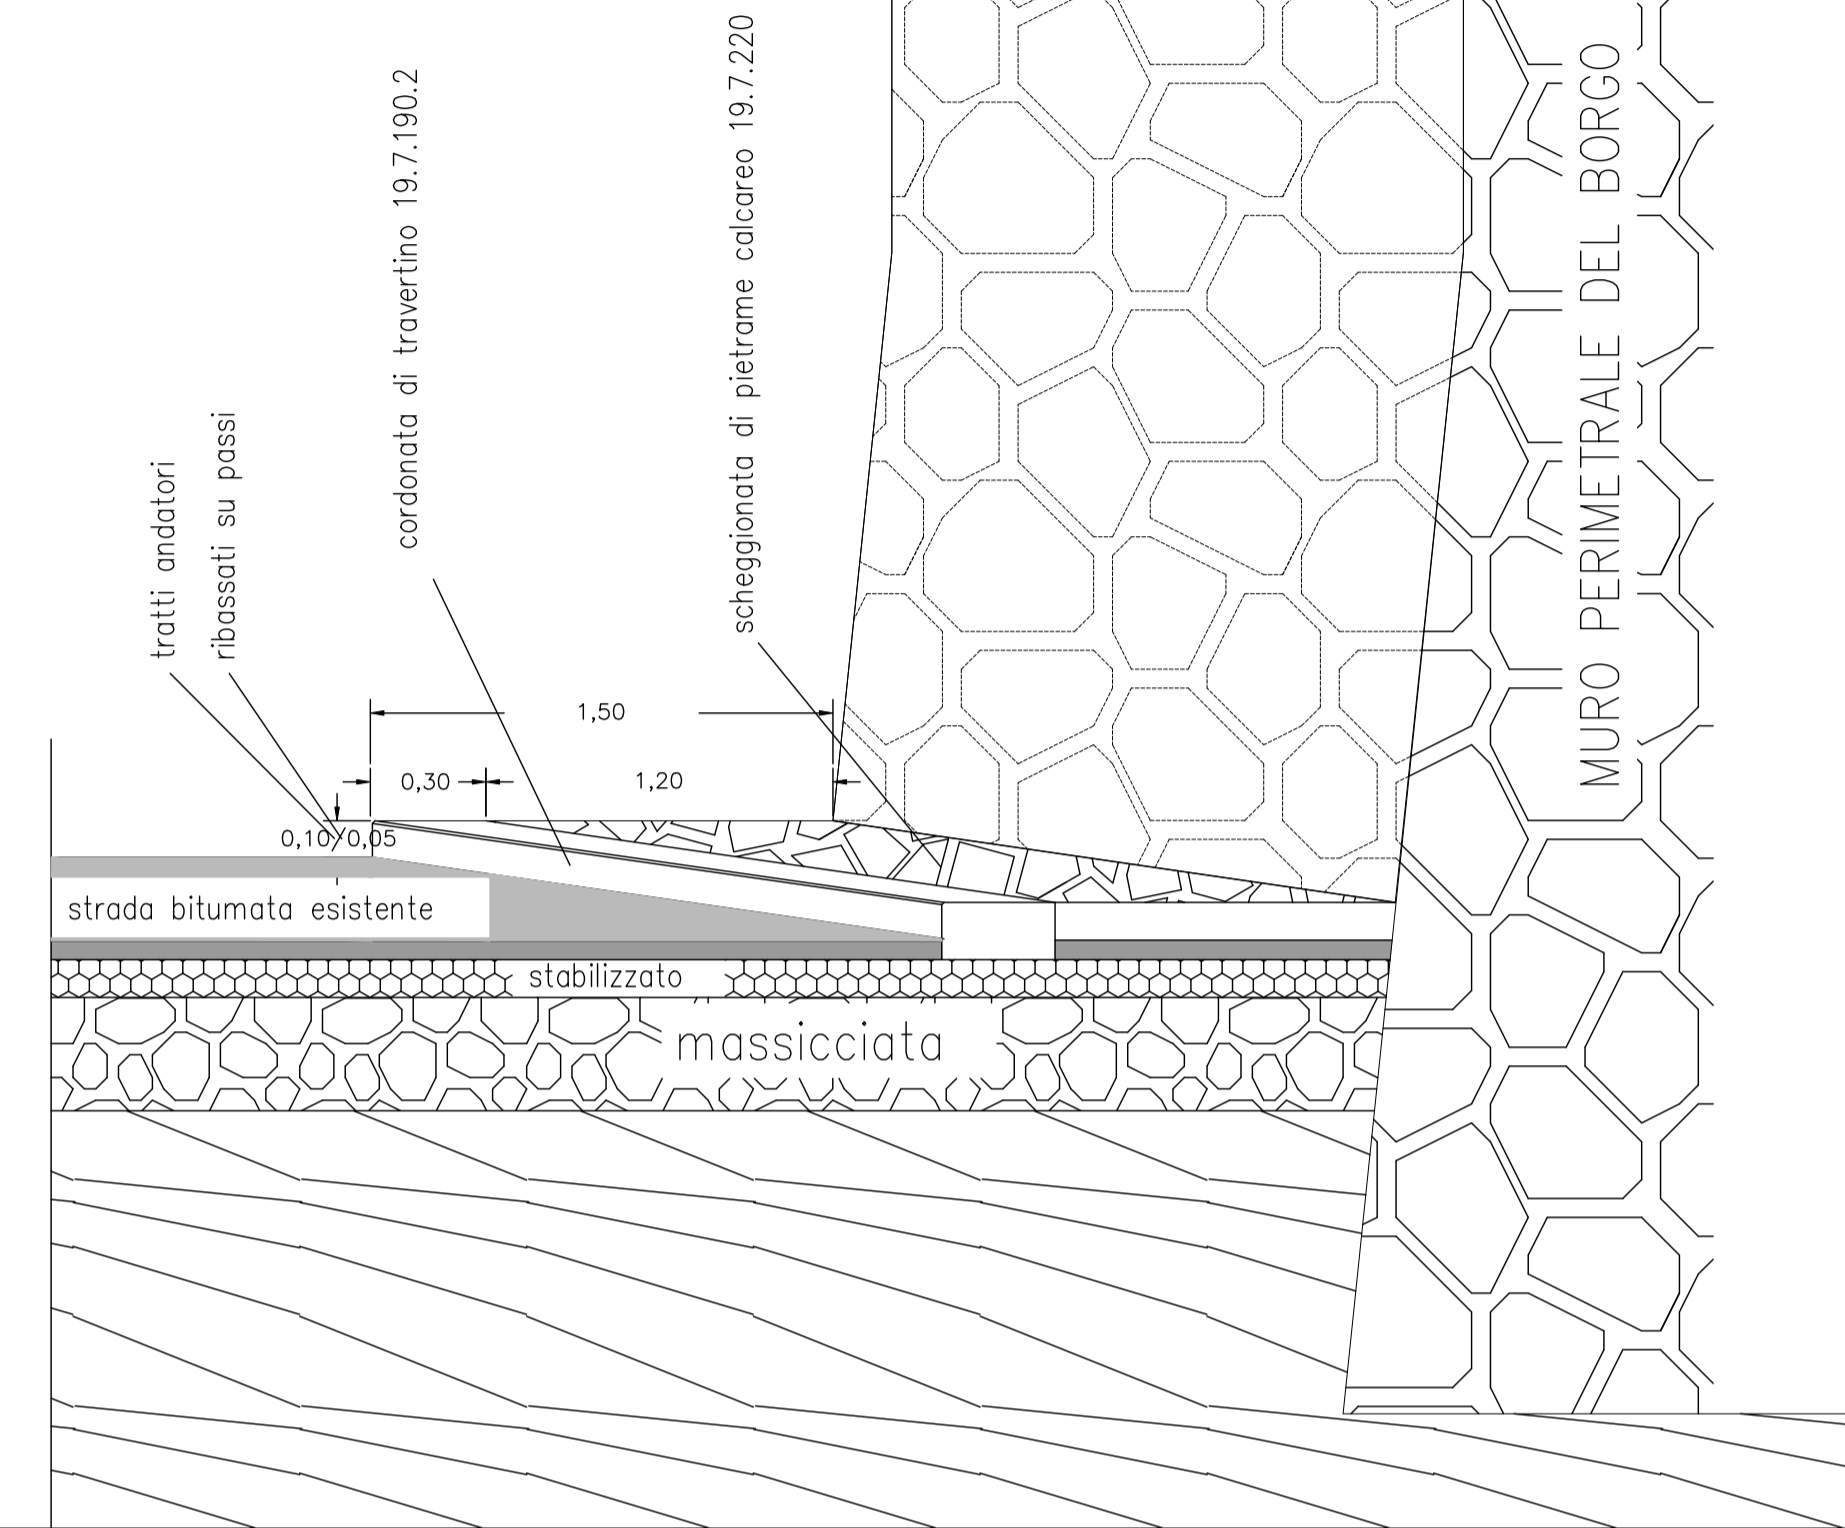 tratti andatori
ribassati su passi
cordonata di travertino 19.7.190.2
scheggionata di pietrame calcareo 19.7.220
MURO PERIMETRALE DEL BORGO
1,50
0,30
1,20
0,10/0,05
strada bitumata esistente
stabilizzato
massicciata